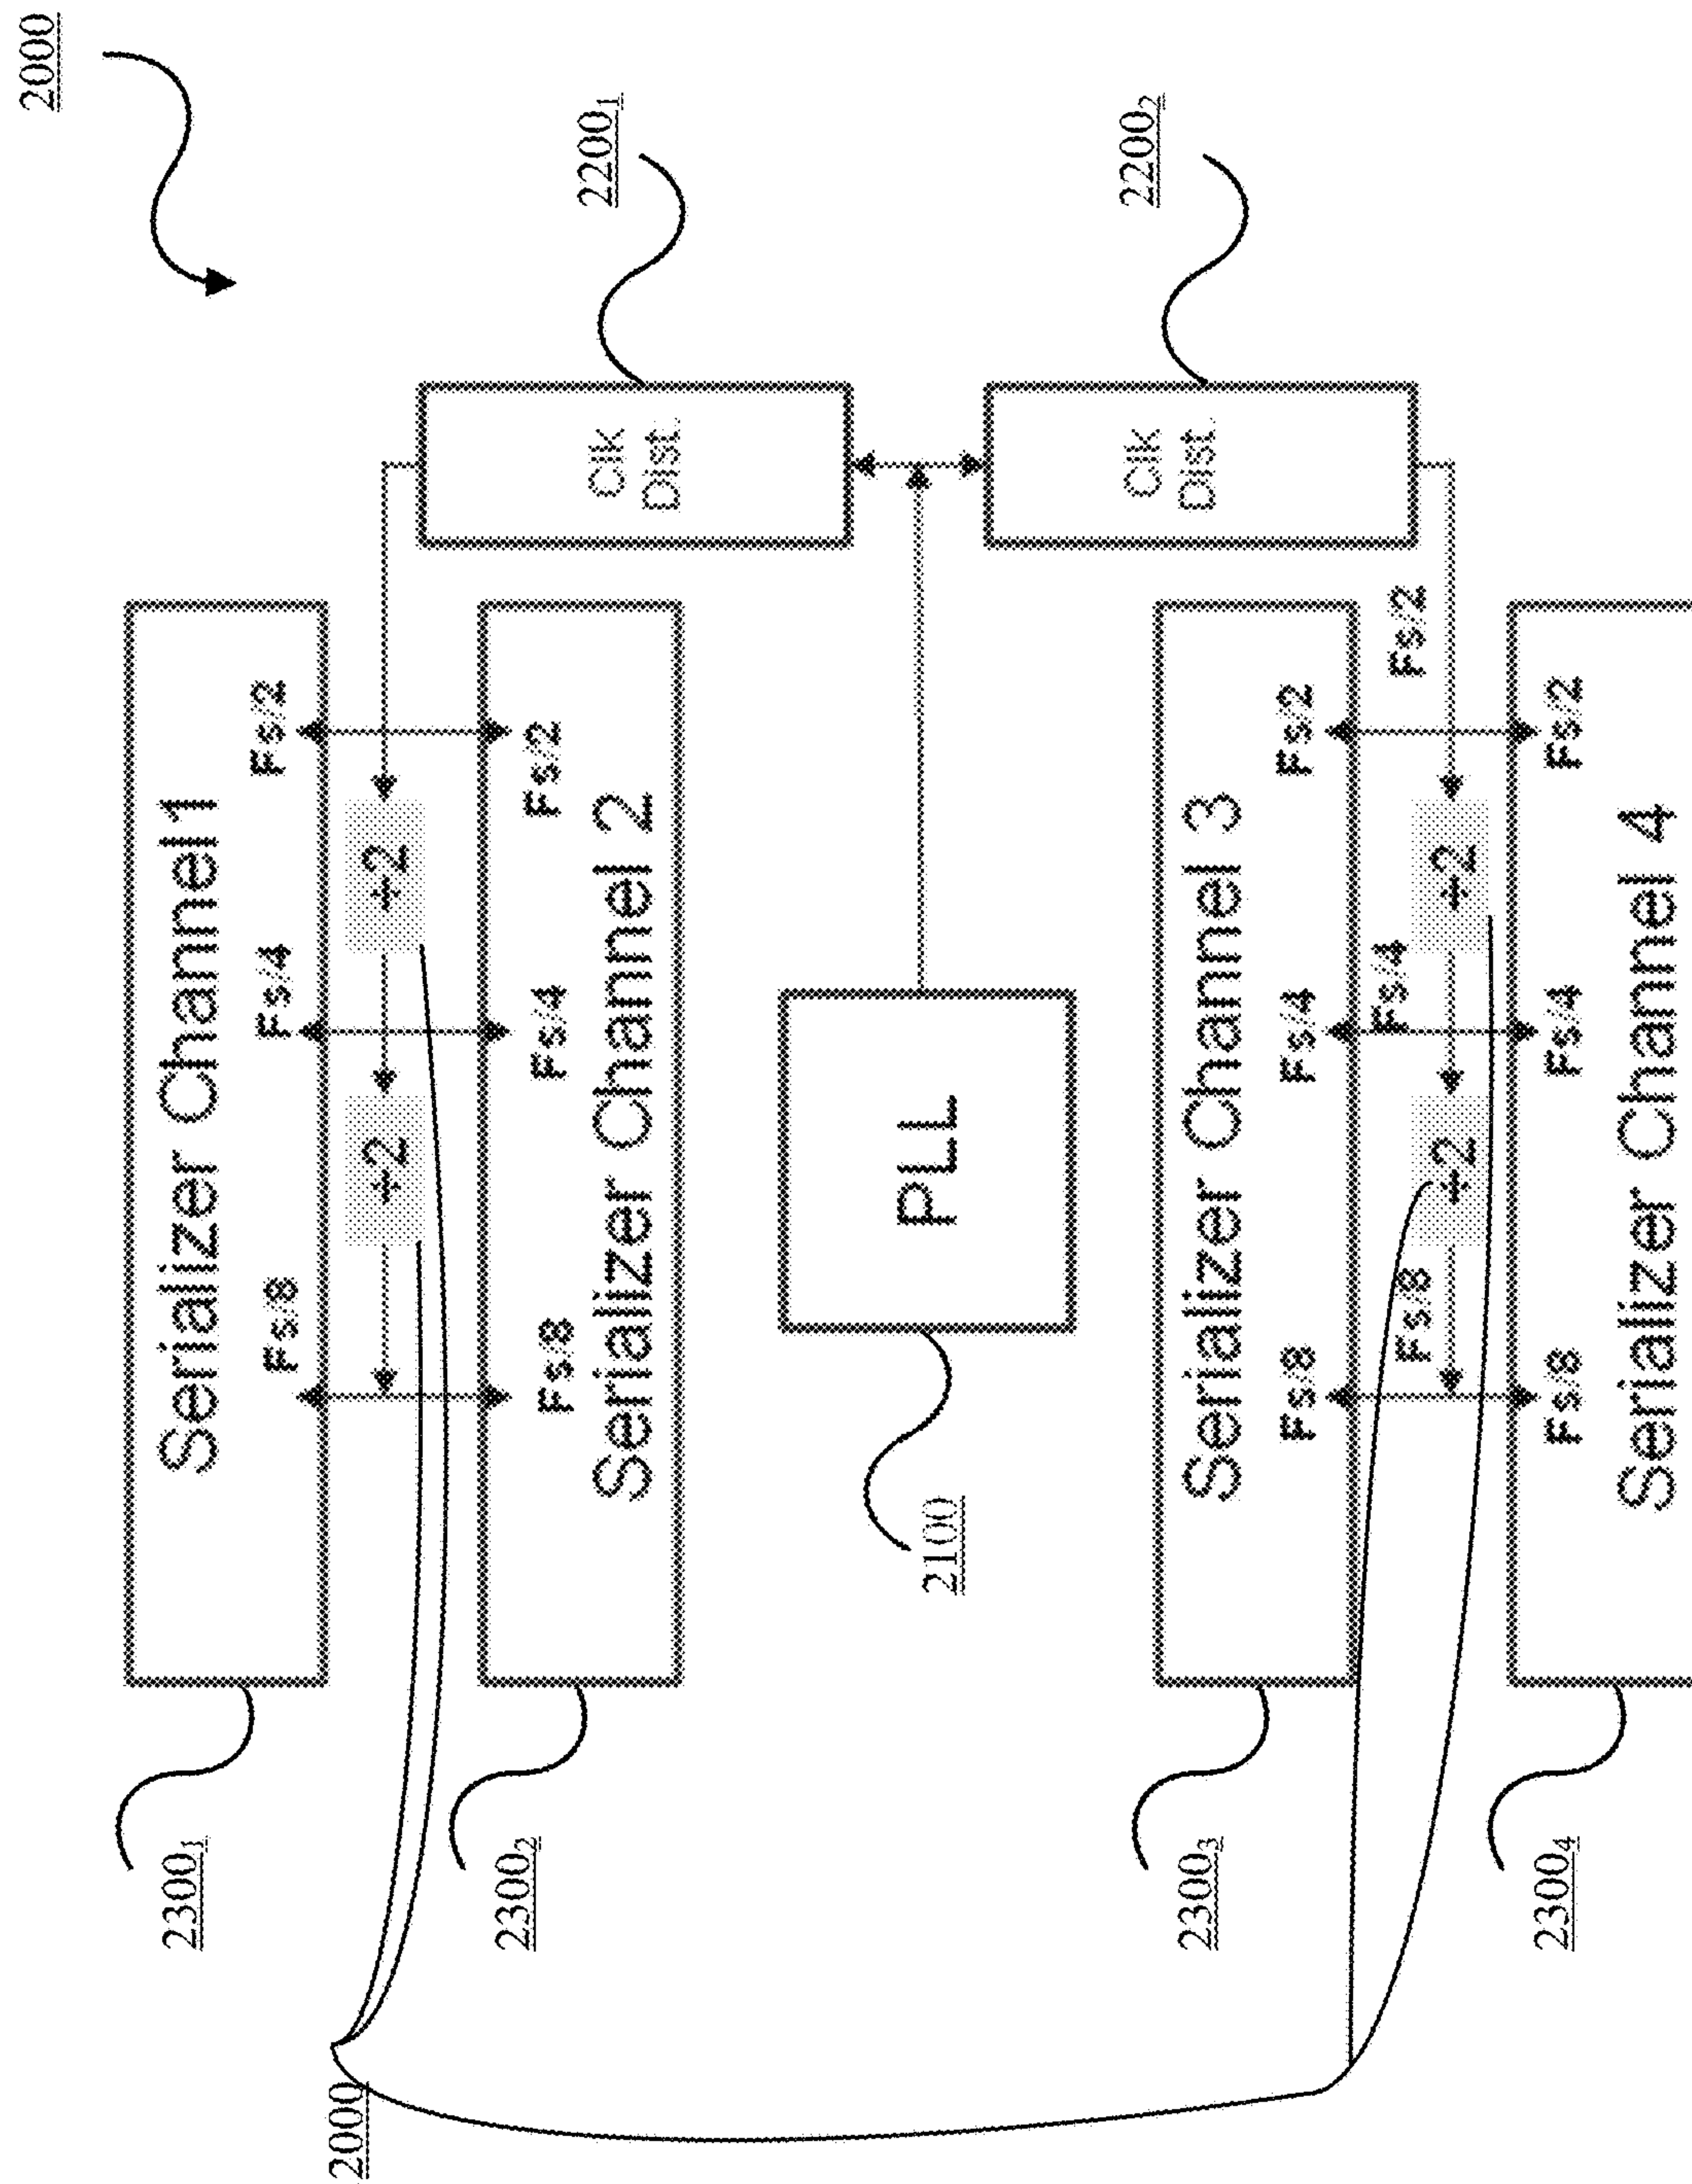 2000
2200₁
2200₂
Clk
Dist.
Clk
Dist.
Serializer Channel 1
Fs/2
Fs/4
Fs/8
÷2
÷2
Fs/2
Fs/4
Fs/8
Serializer Channel 2
PLL
2100
Serializer Channel 3
Fs/2
Fs/4
Fs/8
Fs/2
÷2
Fs/4
÷2
Fs/8
Fs/2
Fs/4
Fs/8
Serializer Channel 4
2300₁
2300₂
2300₃
2300₄
2000